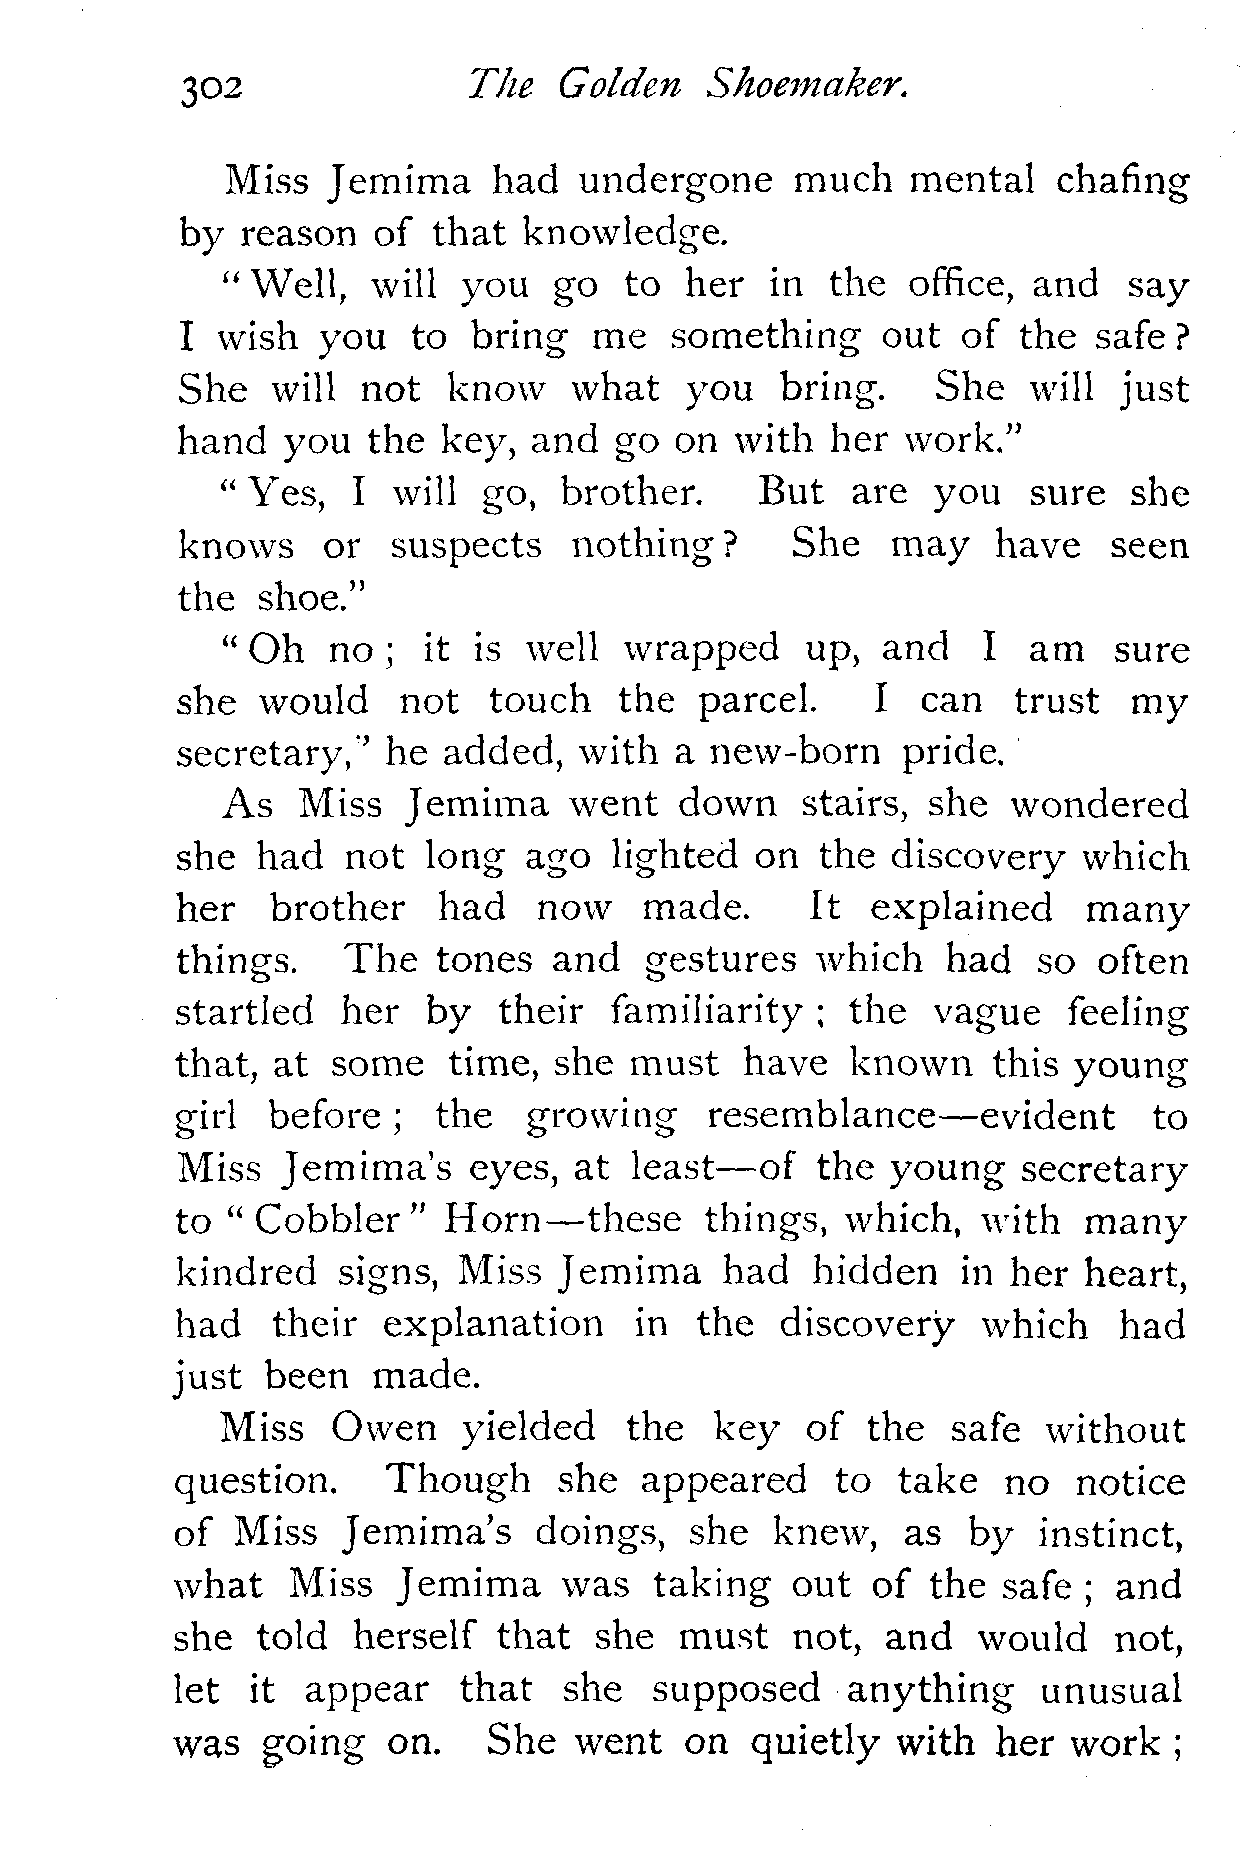 302 The Golden Shoemaker.
Miss Jemima had undergone much mental chafing
by reason of that knowledge.
“ Well, will you go to her in the office, and say
I wish you to bring me something out of the safe ?
She will not know what you bring. She will just
hand you the key, and go on with her work.”
“ Yes, I will go, brother. But are you sure she
knows or suspects nothing ? She may have seen
the shoe.”
“ Oh no ; it is well wrapped up, and I am sure
she would not touch the parcel. I can trust my
secretary,” he added, with a new-born pride.
As Miss Jemima went down stairs, she wondered
she had not long ago lighted on the discovery which
her brother had now made. It explained many
things. The tones and gestures which had so often
startled her by their familiarity ; the vague feeling
that, at some time, she must have known this young
girl before ; the growing resemblance—evident to
Miss Jemima’s eyes, at least—of the young secretary
to “ Cobbler ” Horn—these things, which, with many
kindred signs, Miss Jemima had hidden in her heart,
had their explanation in the discovery which had
just been made.
Miss Owen yielded the key of the safe without
question. Though she appeared to take no notice
of Miss Jemima’s doings, she knew, as by instinct,
what Miss Jemima was taking out of the safe ; and
she told herself that she must not, and would not,
let it appear that she supposed anything unusual
was going on. She went on quietly with her work ;